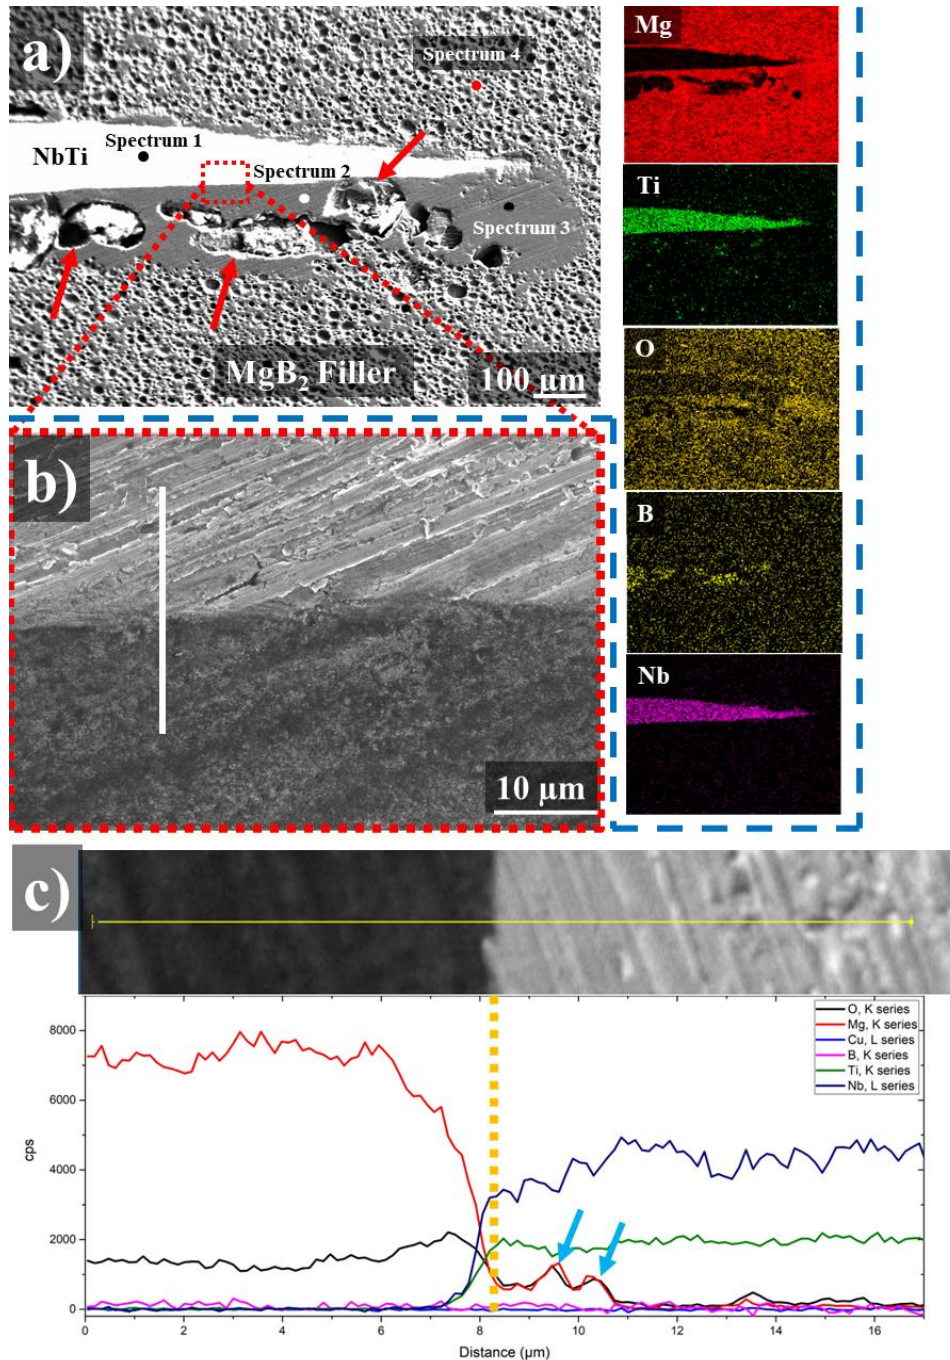 a)
Spectrum 4
Spectrum 1
NbTi
Spectrum 2
Spectrum 3
MgB₂ Filler
100 µm
Mg
Ti
O
B
Nb
b)
10 µm
c)
O, K series
Mg, K series
Cu, L series
B, K series
Ti, K series
Nb, L series
cps
8000
6000
4000
2000
0
0 2 4 6 8 10 12 14 16
Distance (µm)